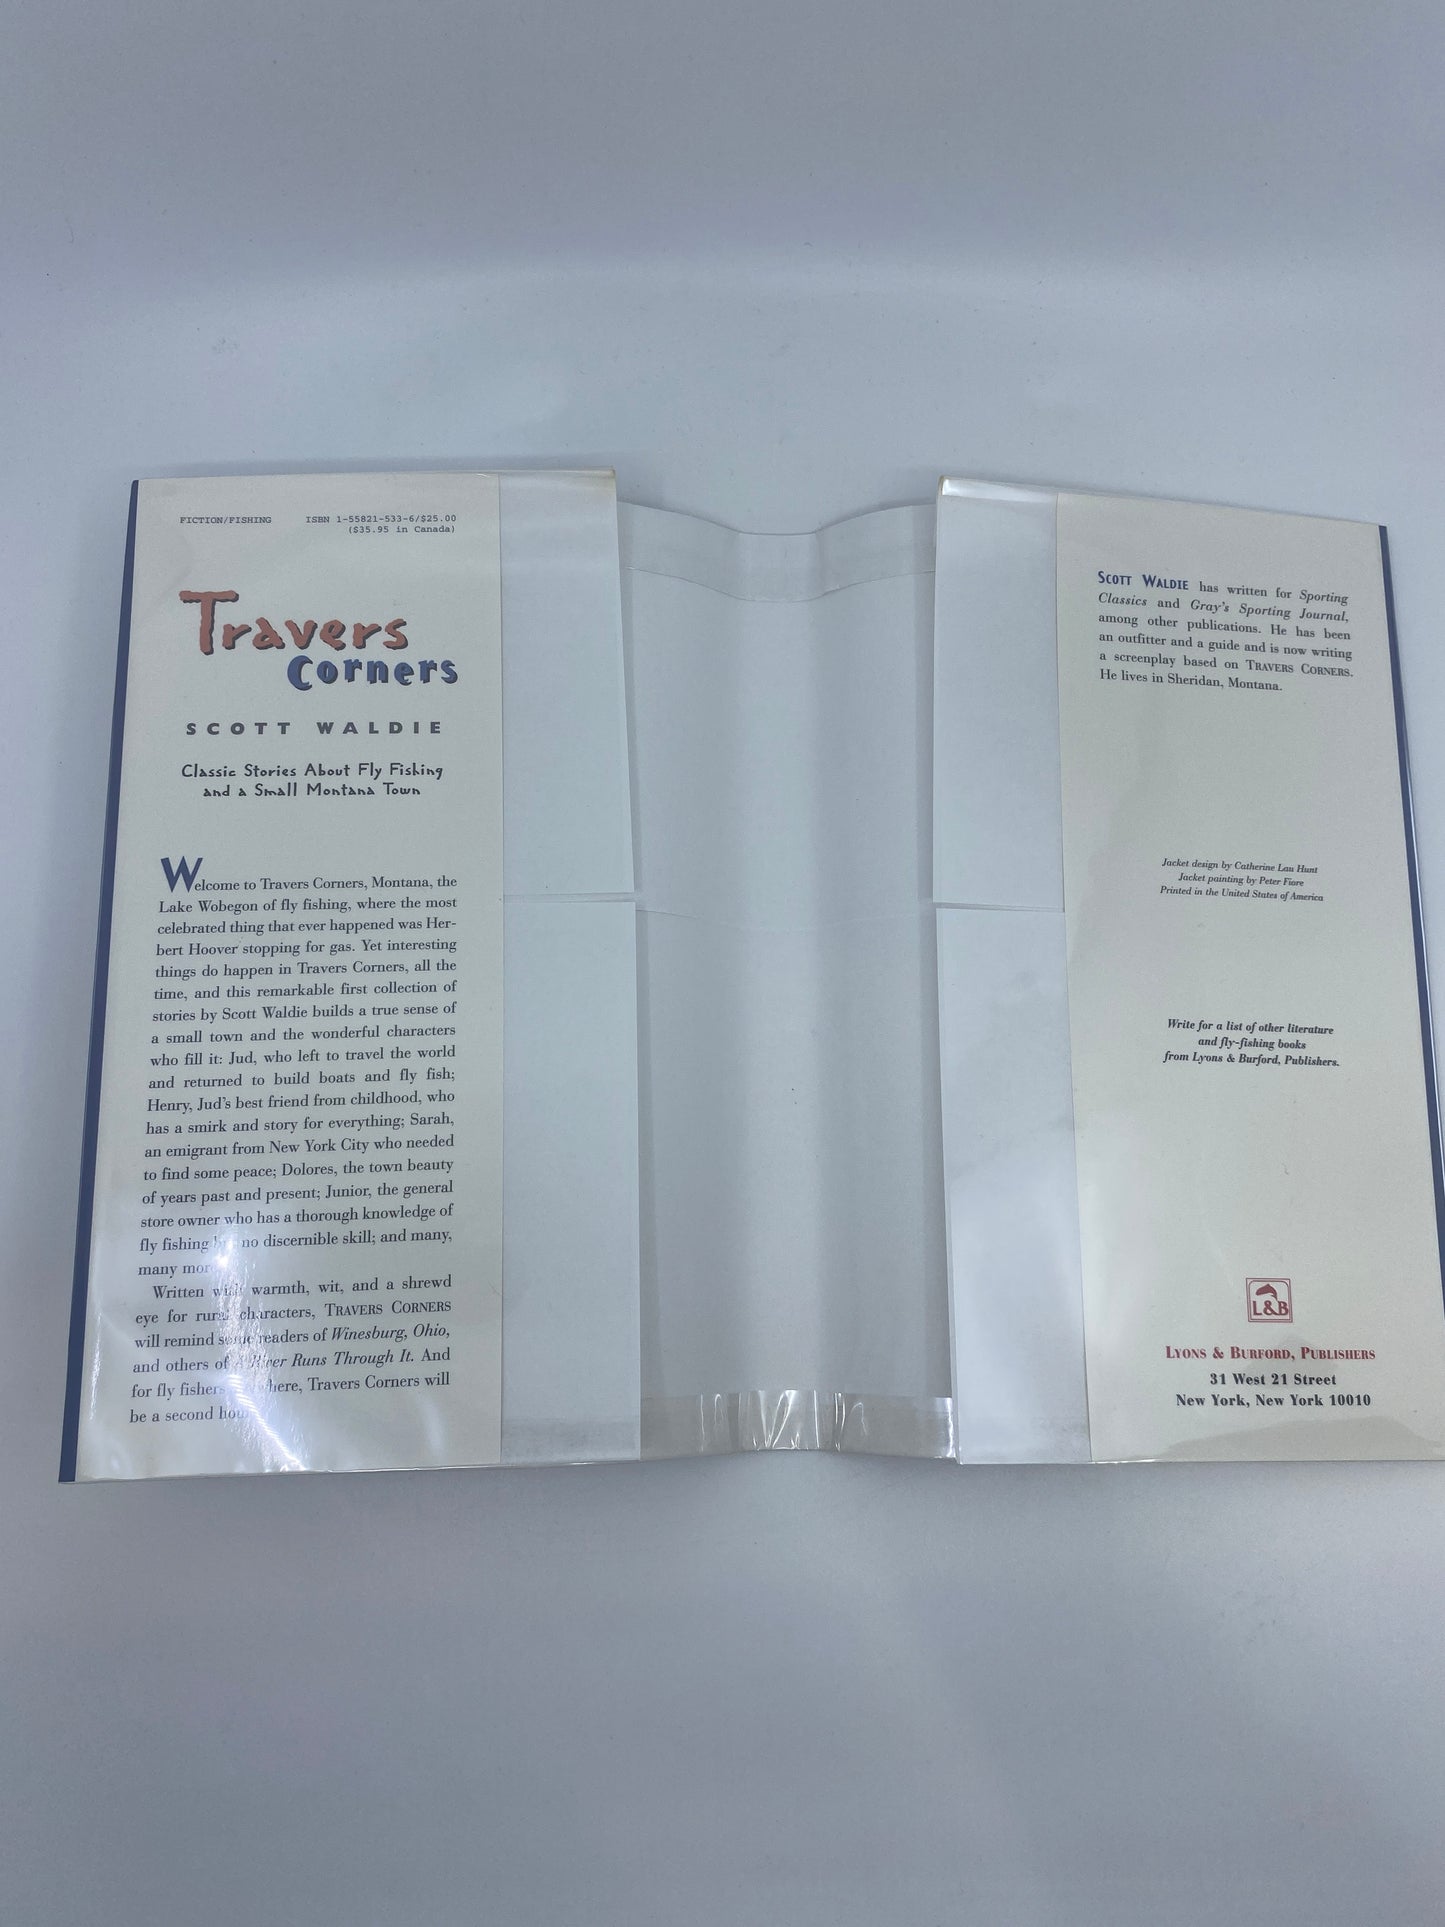 FICTION/FISHING ISBN 1-55821-533-6/$25.00
($35.95 in Canada)
Travers
Corners
SCOTT WALDIE
Classic Stories About Fly Fishing
and a Small Montana Town
Welcome to Travers Corners, Montana, the
Lake Wobegon of fly fishing, where the most
celebrated thing that ever happened was Her-
bert Hoover stopping for gas. Yet interesting
things do happen in Travers Corners, all the
time, and this remarkable first collection of
stories by Scott Waldie builds a true sense of
a small town and the wonderful characters
who fill it: Jud, who left to travel the world
and returned to build boats and fly fish;
Henry, Jud's best friend from childhood, who
has a smirk and story for everything; Sarah,
an emigrant from New York City who needed
to find some peace; Dolores, the town beauty
of years past and present; Junior, the general
store owner who has a thorough knowledge of
fly fishing no discernible skill; and many,
many
Written with warmth, wit, and a shrewd
eye for rural characters, TRAVERS CORNERS
will remind some readers of Winesburg, Ohio,
and others of A River Runs Through It. And
for fly fishers Travers Corners will
be a second
SCOTT WALDIE has written for Sporting
Classics and Gray's Sporting Journal,
among other publications. He has been
an outfitter and a guide and is now writing
a screenplay based on TRAVERS CORNERS.
He lives in Sheridan, Montana.
Jacket design by Catherine Lau Hunt
Jacket painting by Peter Fiore
Printed in the United States of America
Write for a list of other literature
and fly-fishing books
from Lyons & Burford, Publishers.
L&B
LYONS & BURFORD, PUBLISHERS
31 West 21 Street
New York, New York 10010